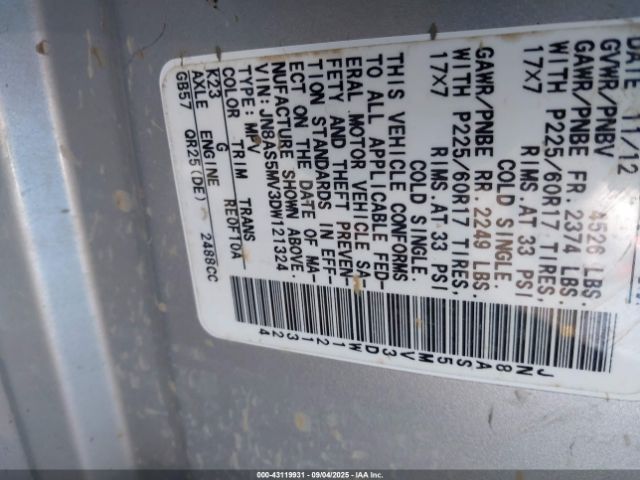 DATE 11/12
GVWR/PNBV 4526 LBS.
GAWR/PNBE FR. 2374 LBS.
WITH P225/60R17 TIRES,
17X7 RIMS.AT 33 PSI
COLD SINGLE.
GAWR/PNBE RR. 2249 LBS.
WITH P225/60R17 TIRES,
17X7 RIMS.AT 33 PSI
COLD SINGLE.
THIS VEHICLE CONFORMS
TO ALL APPLICABLE FED-
ERAL MOTOR VEHICLE SA-
FETY AND THEFT PREVEN-
TION STANDARDS IN EFF-
ECT ON THE DATE OF MA-
NUFACTURE SHOWN ABOVE.
VIN: JN8AS5MV3DW121324
TYPE: MPV
COLOR TRIM TRANS
K23 G RE0FT0A
AXLE ENGINE
GB57 QR25(DE) 2488CC
JN8AS5MV3DW121324
000-43119931 - 09/04/2025 - IAA Inc.